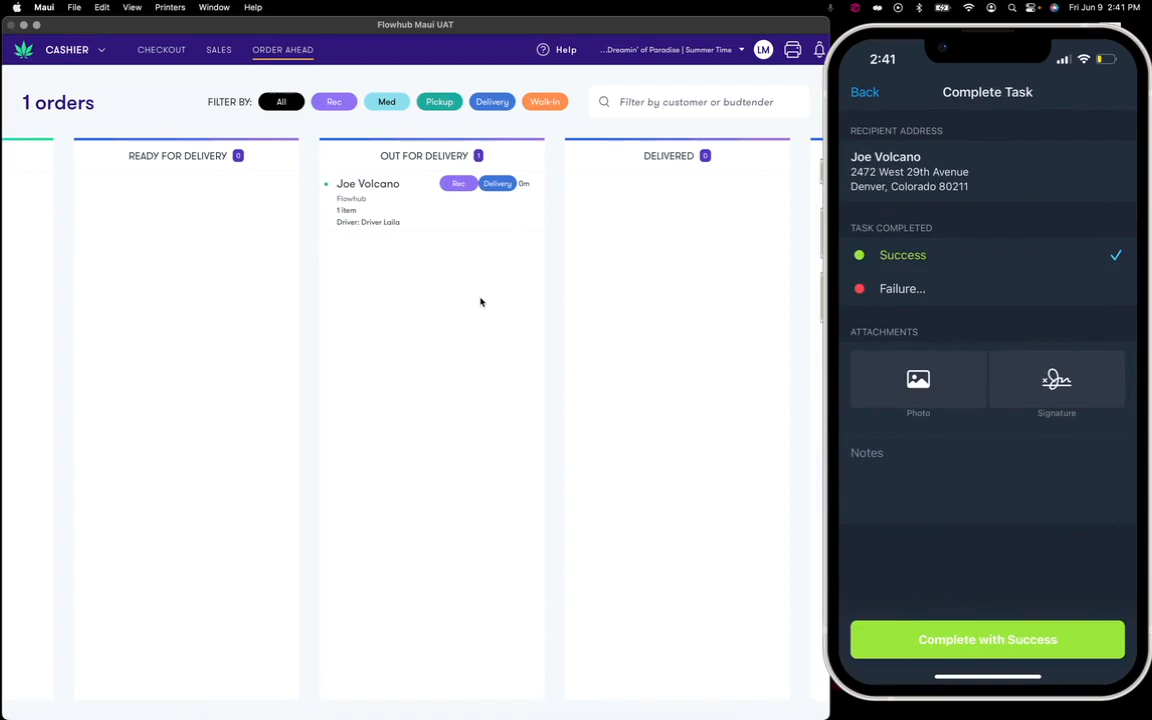 Maui File Edit View Printers Window Help Fri Jun 9 2:41 PM
Flowhub Maui UAT
CASHIER CHECKOUT SALES ORDER AHEAD Help ...Dreamin' of Paradise | Summer Time LM
1 orders FILTER BY: All Rec Med Pickup Delivery Walk-In Filter by customer or budtender
READY FOR DELIVERY 0
OUT FOR DELIVERY 1
Joe Volcano Rec Delivery 0m
Flowhub
1 item
Driver: Driver Laila
DELIVERED 0
2:41
Back Complete Task
RECIPIENT ADDRESS
Joe Volcano
2472 West 29th Avenue
Denver, Colorado 80211
TASK COMPLETED
Success
Failure...
ATTACHMENTS
Photo Signature
Notes
Complete with Success